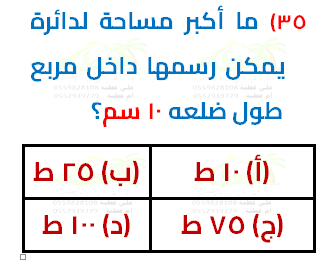 ٣٥) ما أكبر مساحة لدائرة
يمكن رسمها داخل مربع
طول ضلعه ١٠ سم؟
(أ) ١٠ ط (ب) ٢٥ ط
(ج) ٧٥ ط (د) ١٠٠ ط